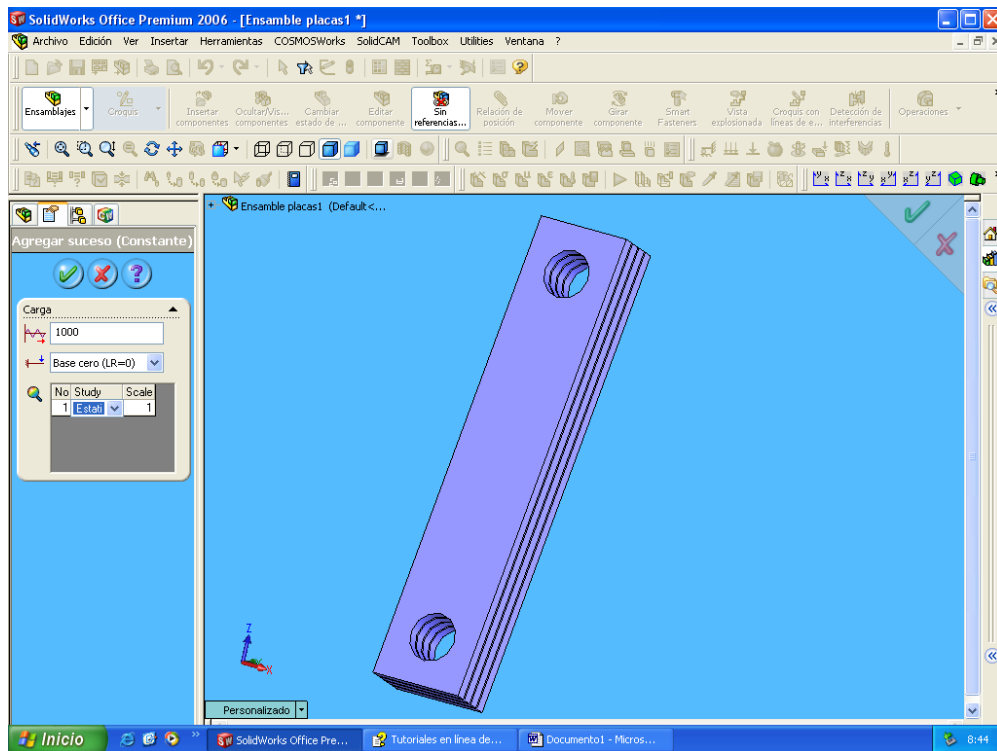 SolidWorks Office Premium 2006 - [Ensamble placas1 *]
Archivo Edición Ver Insertar Herramientas COSMOSWorks SolidCAM Toolbox Utilities Ventana ?
Ensamblajes
Croquis
Insertar componentes
Ocultar/Vis... componentes
Cambiar estado de ...
Editar componente
Sin referencias...
Relación de posición
Mover componente
Girar componente
Smart Fasteners
Vista explosionada
Croquis con líneas de e...
Detección de interferencias
Operaciones
Ensamble placas1 (Default<...
Agregar suceso (Constante)
Carga
1000
Base cero (LR=0)
No Study Scale
1 Estati 1
Z
X
Personalizado
Inicio
SolidWorks Office Pre...
Tutoriales en línea de...
Documento1 - Micros...
8:44